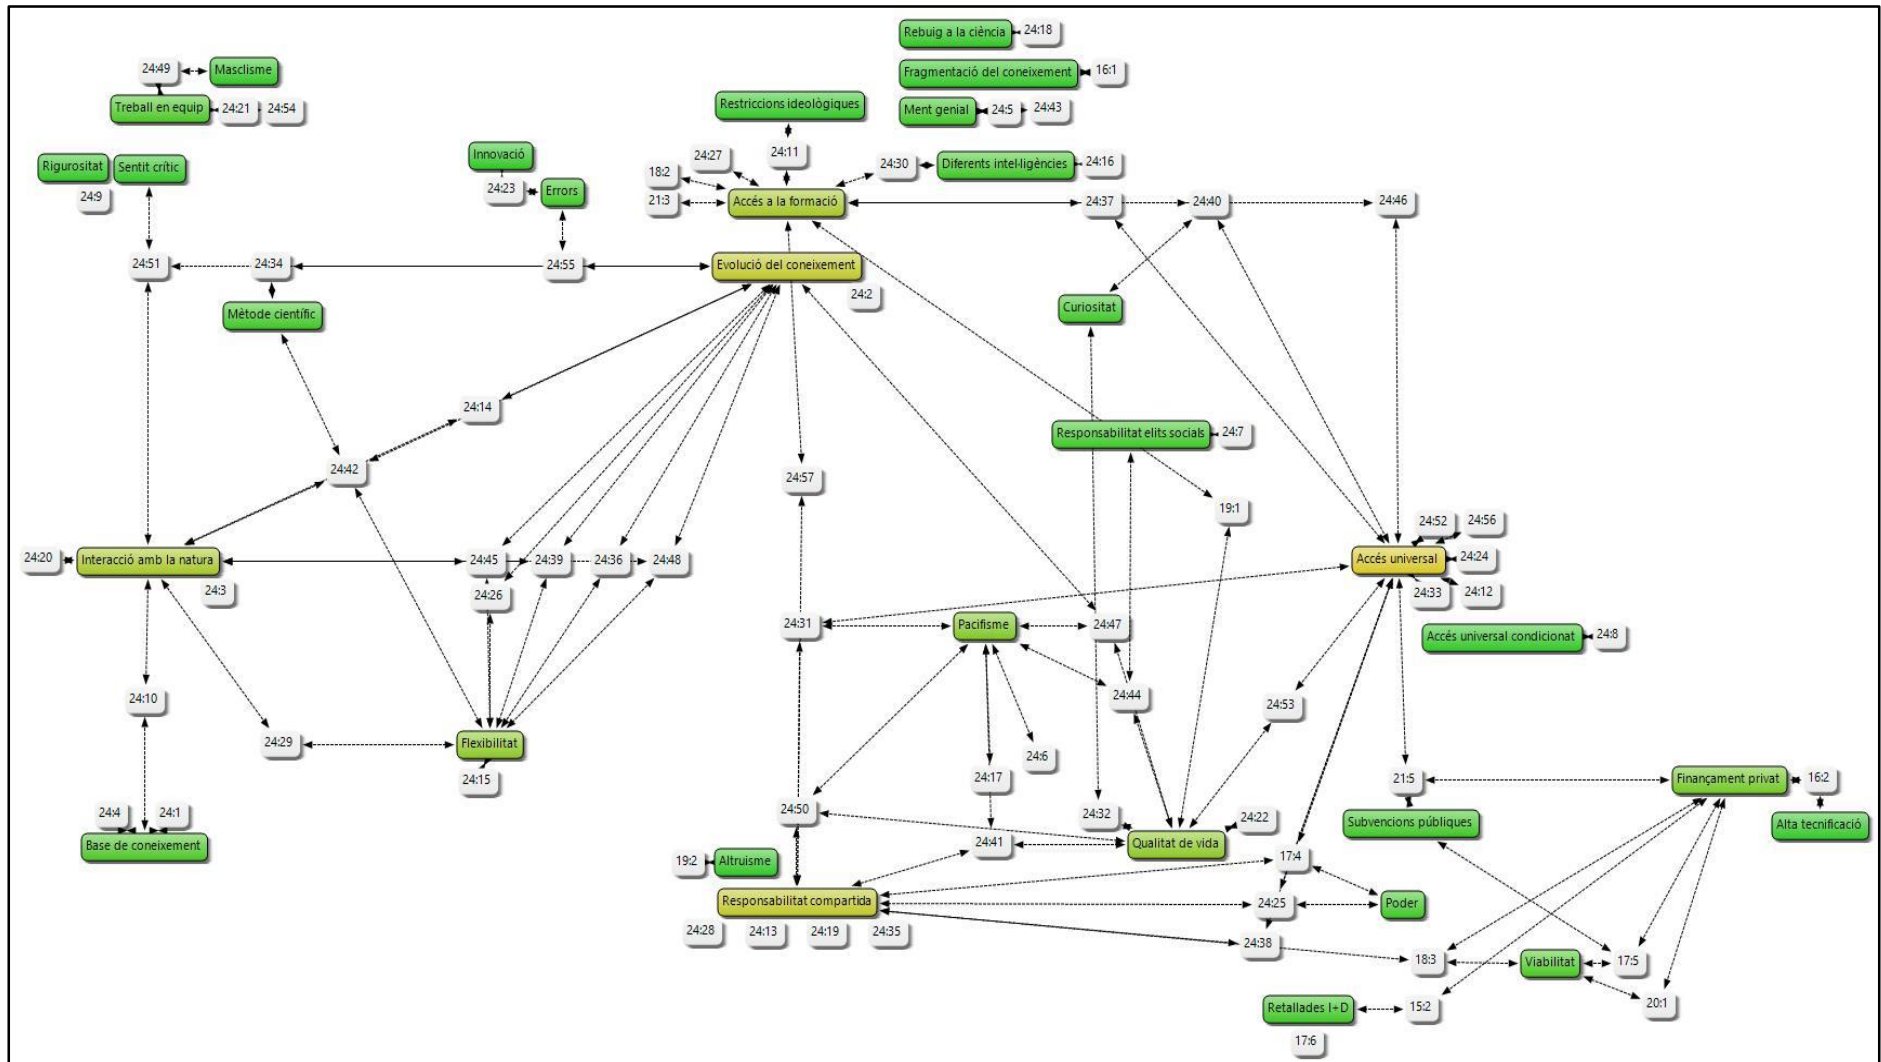 Rebuig a la ciència
24:18
24:49
Masclisme
Fragmentació del coneixement
16:1
Treball en equip
24:21
24:54
Restriccions ideològiques
Ment genial
24:5
24:43
Rigurositat
Sentit crític
24:9
Innovació
24:23
Errors
24:27
24:11
18:2
21:3
24:30
Diferents intel·ligències
24:16
Accés a la formació
24:37
24:40
24:46
24:51
24:34
24:55
Evolució del coneixement
24:2
Mètode científic
Curiositat
24:14
Responsabilitat elits socials
24:7
24:42
24:57
19:1
24:52
24:56
24:20
Interacció amb la natura
24:3
24:45
24:39
24:36
24:48
24:26
Accés universal
24:24
24:33
24:12
24:31
Pacifisme
24:47
Accés universal condicionat
24:8
24:10
24:44
24:53
24:29
Flexibilitat
24:15
24:6
24:17
21:5
Finançament privat
16:2
24:4
24:1
Base de coneixement
24:50
24:32
24:22
Subvencions públiques
Alta tecnificació
24:41
Qualitat de vida
19:2
Altruisme
17:4
Responsabilitat compartida
24:25
Poder
24:28
24:13
24:19
24:35
24:38
18:3
Viabilitat
17:5
Retallades I+D
15:2
20:1
17:6